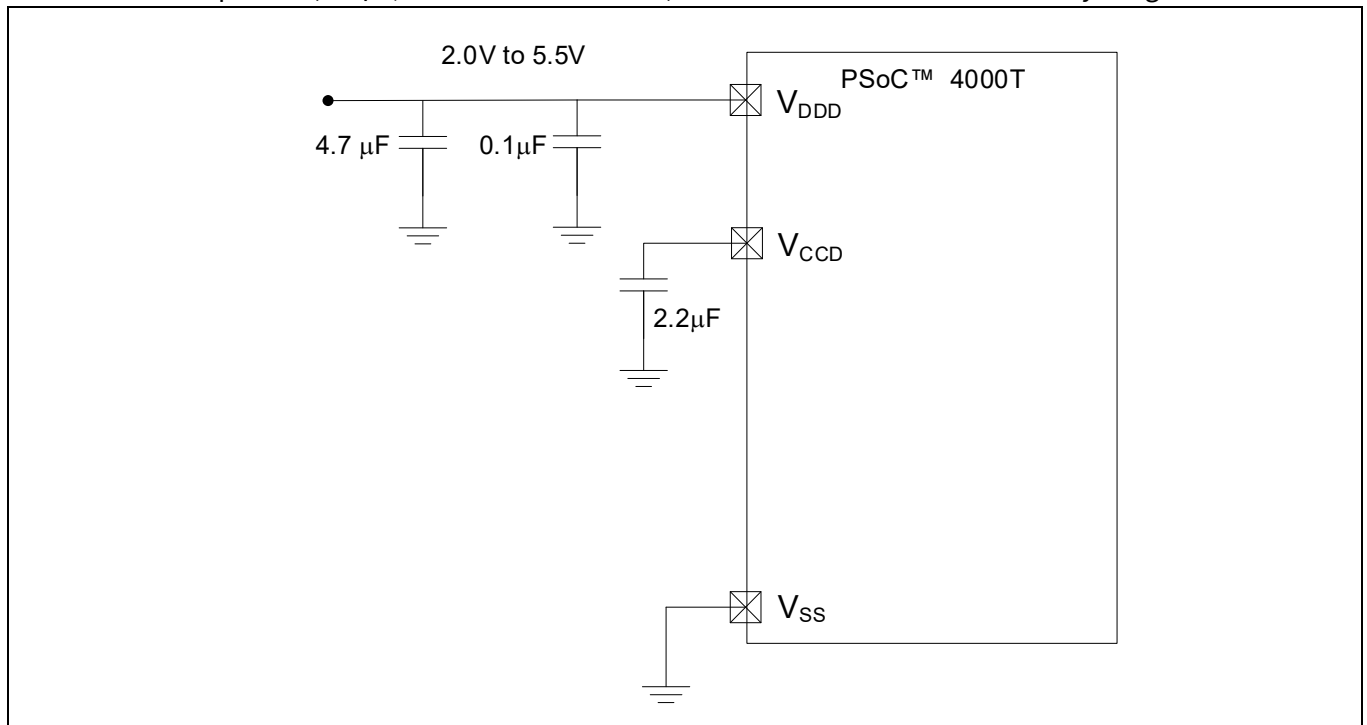 2.0V to 5.5V
PSoC™ 4000T
VDDD
4.7 μF
0.1μF
VCCD
2.2μF
VSS